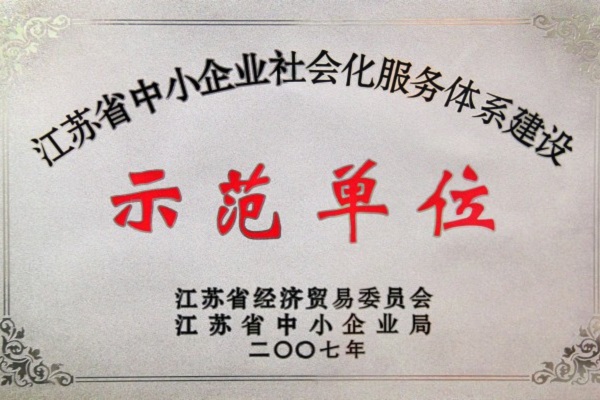 江苏省中小企业社会化服务体系建设
示范单位
江苏省经济贸易委员会
江苏省中小企业局
二〇〇七年